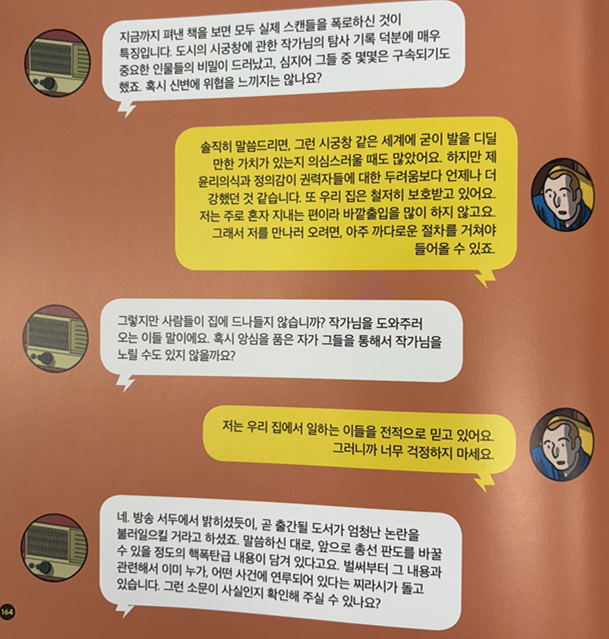 지금까지 펴낸 책을 보면 모두 실제 스캔들을 폭로하신 것이
특징입니다. 도시의 시궁창에 관한 작가님의 탐사 기록 덕분에 매우
중요한 인물들의 비밀이 드러났고, 심지어 그들 중 몇몇은 구속되기도
했죠. 혹시 신변에 위협을 느끼지는 않나요?
솔직히 말씀드리면, 그런 시궁창 같은 세계에 굳이 발을 디딜
만한 가치가 있는지 의심스러울 때도 많았어요. 하지만 제
윤리의식과 정의감이 권력자들에 대한 두려움보다 언제나 더
강했던 것 같습니다. 또 우리 집은 철저히 보호받고 있어요.
저는 주로 혼자 지내는 편이라 바깥출입을 많이 하지 않고요.
그래서 저를 만나러 오려면, 아주 까다로운 절차를 거쳐야
들어올 수 있죠.
그렇지만 사람들이 집에 드나들지 않습니까? 작가님을 도와주러
오는 이들 말이에요. 혹시 앙심을 품은 자가 그들을 통해서 작가님을
노릴 수도 있지 않을까요?
저는 우리 집에서 일하는 이들을 전적으로 믿고 있어요.
그러니까 너무 걱정하지 마세요.
네. 방송 서두에서 밝히셨듯이, 곧 출간될 도서가 엄청난 논란을
불러일으킬 거라고 하셨죠. 말씀하신 대로, 앞으로 총선 판도를 바꿀
수 있을 정도의 핵폭탄급 내용이 담겨 있다고요. 벌써부터 그 내용과
관련해서 이미 누가, 어떤 사건에 연루되어 있다는 찌라시가 돌고
있습니다. 그런 소문이 사실인지 확인해 주실 수 있나요?
164